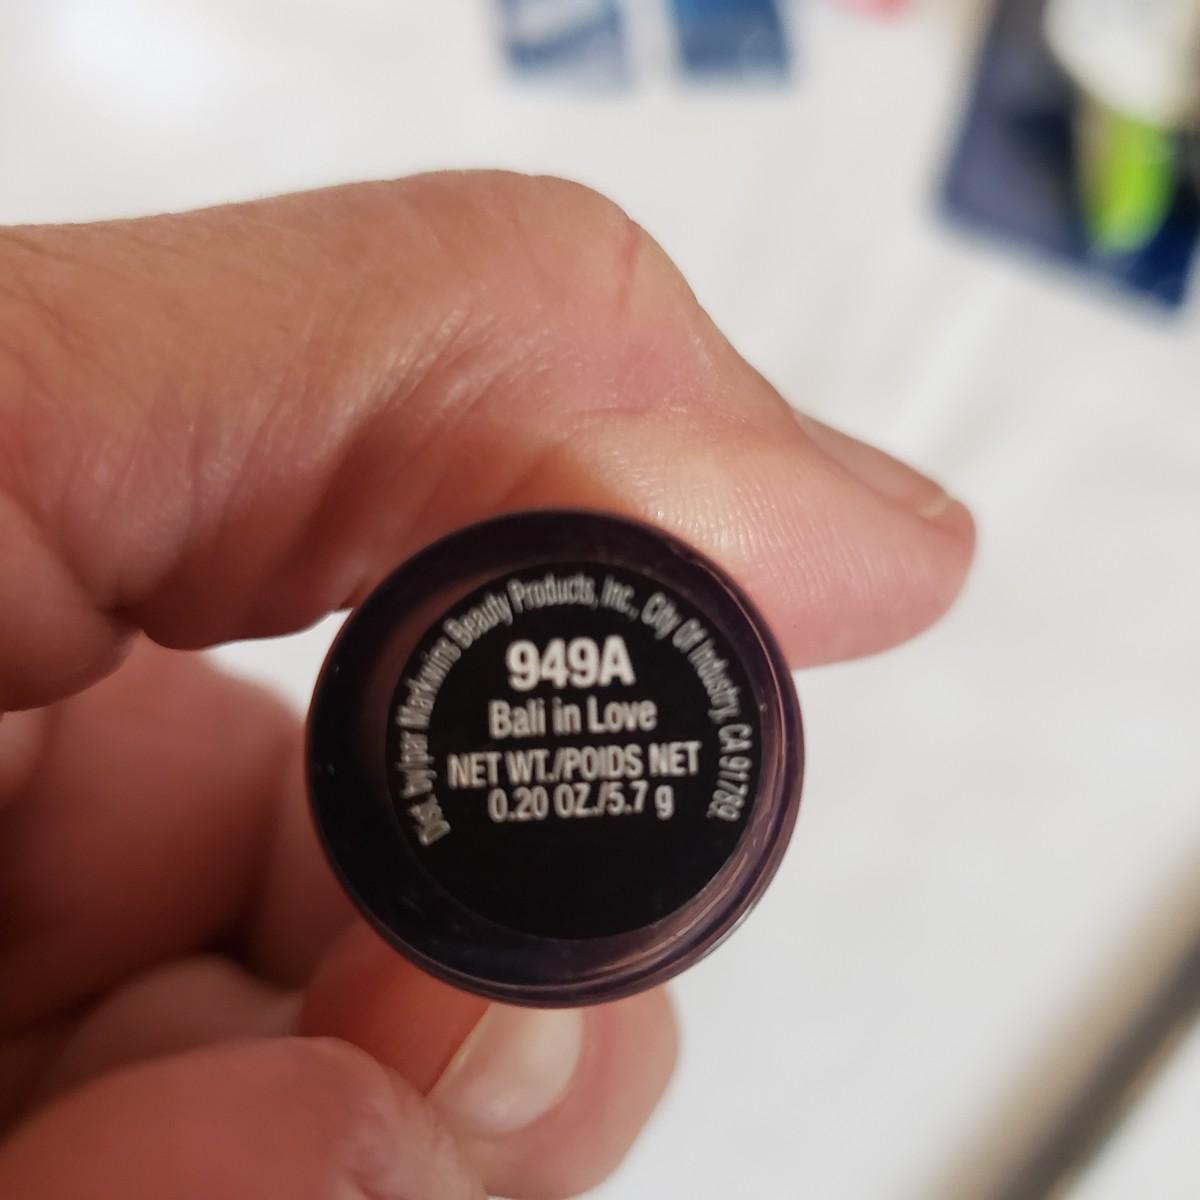 Dist. by/par Markwins Beauty Products, Inc., City Of Industry, CA 91789.
949A
Bali in Love
NET WT./POIDS NET
0.20 OZ./5.7 g